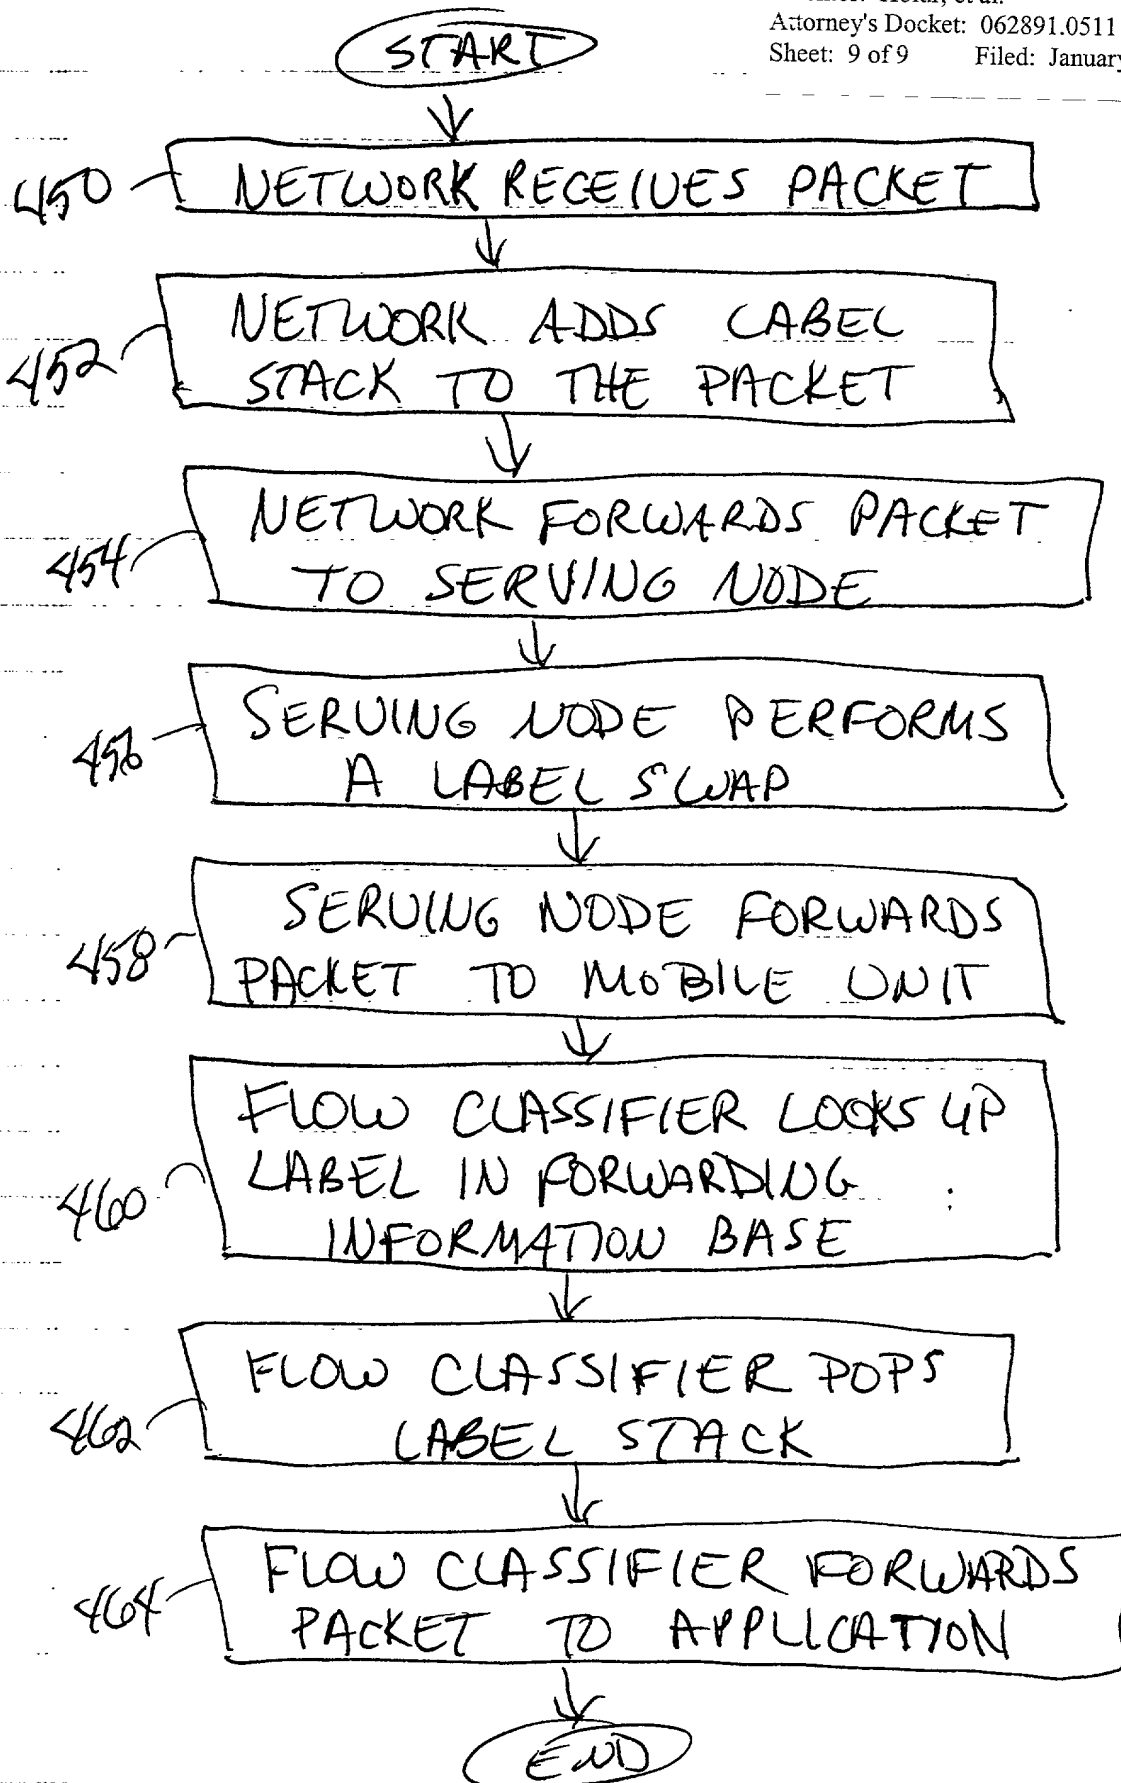 et al.
Attorney's Docket: 062891.0511
Sheet: 9 of 9 Filed: January
START
450 NETWORK RECEIVES PACKET
452 NETWORK ADDS LABEL
STACK TO THE PACKET
454 NETWORK FORWARDS PACKET
TO SERVING NODE
456 SERVING NODE PERFORMS
A LABEL SWAP
458 SERVING NODE FORWARDS
PACKET TO MOBILE UNIT
460 FLOW CLASSIFIER LOOKS UP
LABEL IN FORWARDING
INFORMATION BASE
462 FLOW CLASSIFIER POPS
LABEL STACK
464 FLOW CLASSIFIER FORWARDS
PACKET TO APPLICATION
END